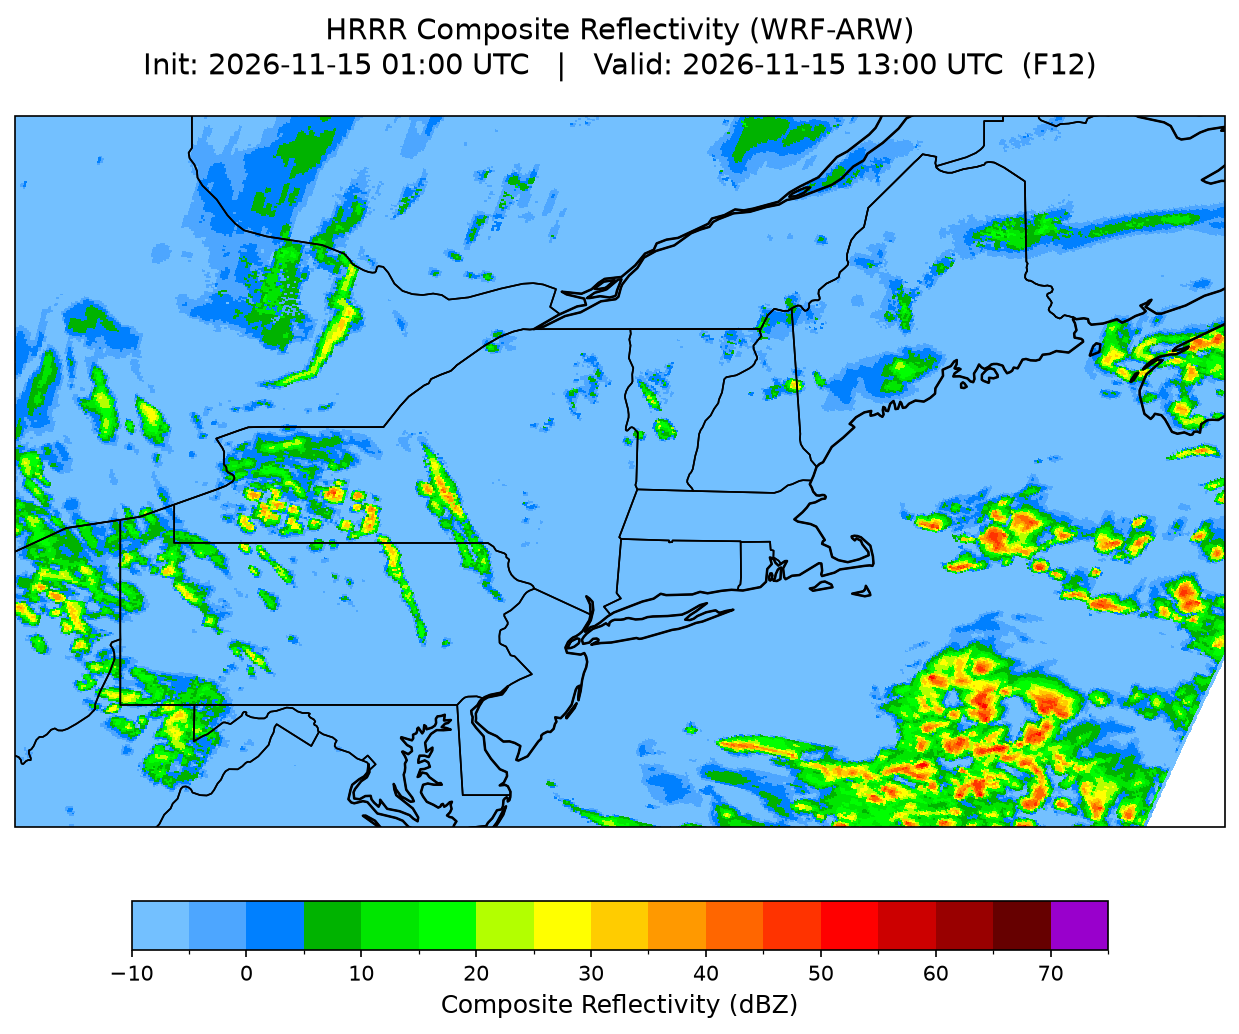 HRRR Composite Reflectivity (WRF-ARW)
Init: 2026-11-15 01:00 UTC | Valid: 2026-11-15 13:00 UTC (F12)
−10 0 10 20 30 40 50 60 70
Composite Reflectivity (dBZ)